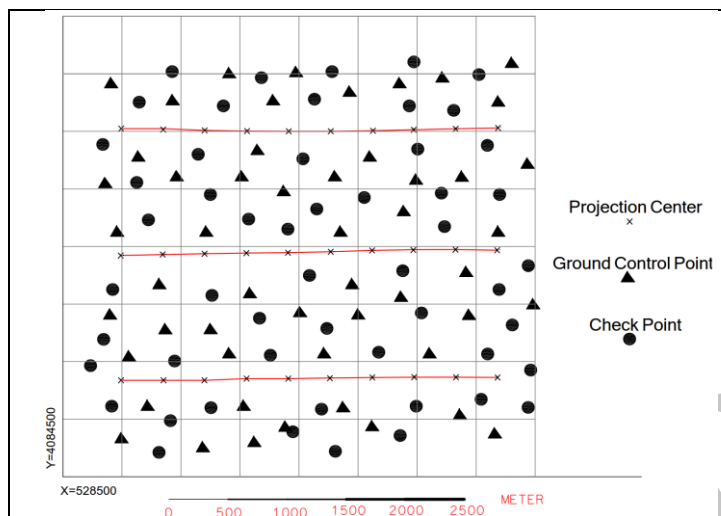 Projection Center
Ground Control Point
Check Point
Y=4084500
X=528500
0 500 1000 1500 2000 2500 METER